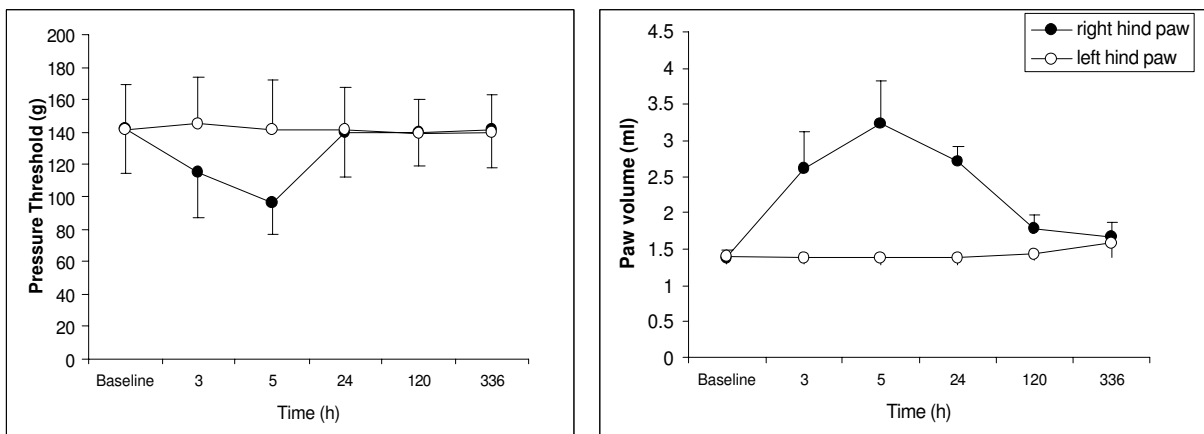 Pressure Threshold (g)
200
180
160
140
120
100
80
60
40
20
0
Baseline 3 5 24 120 336
Time (h)
Paw volume (ml)
4.5
4
3.5
3
2.5
2
1.5
1
0.5
0
Baseline 3 5 24 120 336
Time (h)
right hind paw
left hind paw